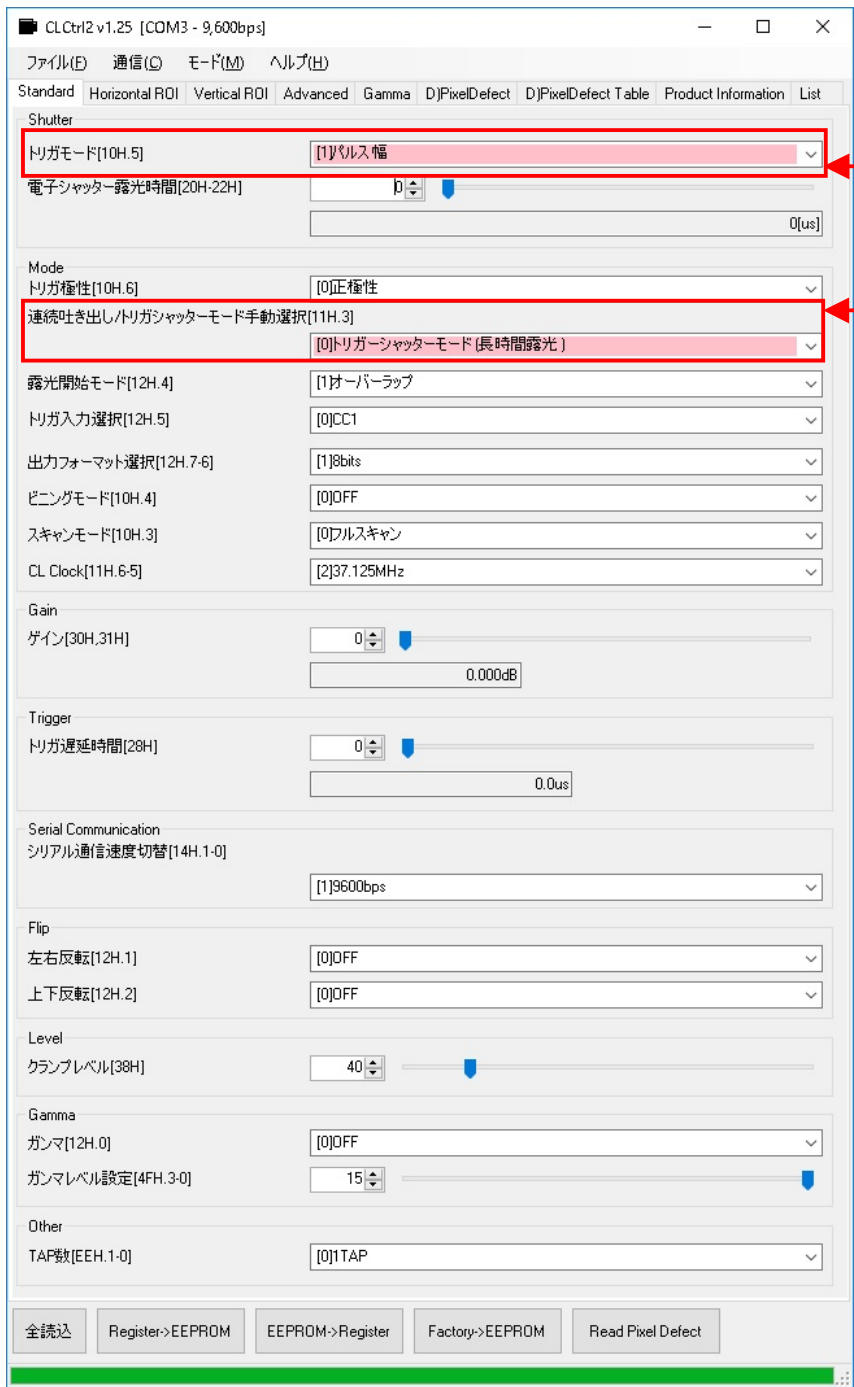 CLCtrl2 v1.25 [COM3 - 9,600bps]
ファイル(F) 通信(C) モード(M) ヘルプ(H)
Standard Horizontal ROI Vertical ROI Advanced Gamma D)PixelDefect D)PixelDefect Table Product Information List
Shutter
トリガモード[10H.5] [1]パルス幅
電子シャッター露光時間[20H-22H] 0
0[us]
Mode
トリガ極性[10H.6] [0]正極性
連続吐き出し/トリガシャッターモード手動選択[11H.3]
[0]トリガーシャッターモード(長時間露光)
露光開始モード[12H.4] [1]オーバーラップ
トリガ入力選択[12H.5] [0]CC1
出力フォーマット選択[12H.7-6] [1]8bits
ビニングモード[10H.4] [0]OFF
スキャンモード[10H.3] [0]フルスキャン
CL Clock[11H.6-5] [2]37.125MHz
Gain
ゲイン[30H,31H] 0
0.000dB
Trigger
トリガ遅延時間[28H] 0
0.0us
Serial Communication
シリアル通信速度切替[14H.1-0]
[1]9600bps
Flip
左右反転[12H.1] [0]OFF
上下反転[12H.2] [0]OFF
Level
クランプレベル[38H] 40
Gamma
ガンマ[12H.0] [0]OFF
ガンマレベル設定[4FH.3-0] 15
Other
TAP数[EEH.1-0] [0]1TAP
全読込 Register->EEPROM EEPROM->Register Factory->EEPROM Read Pixel Defect